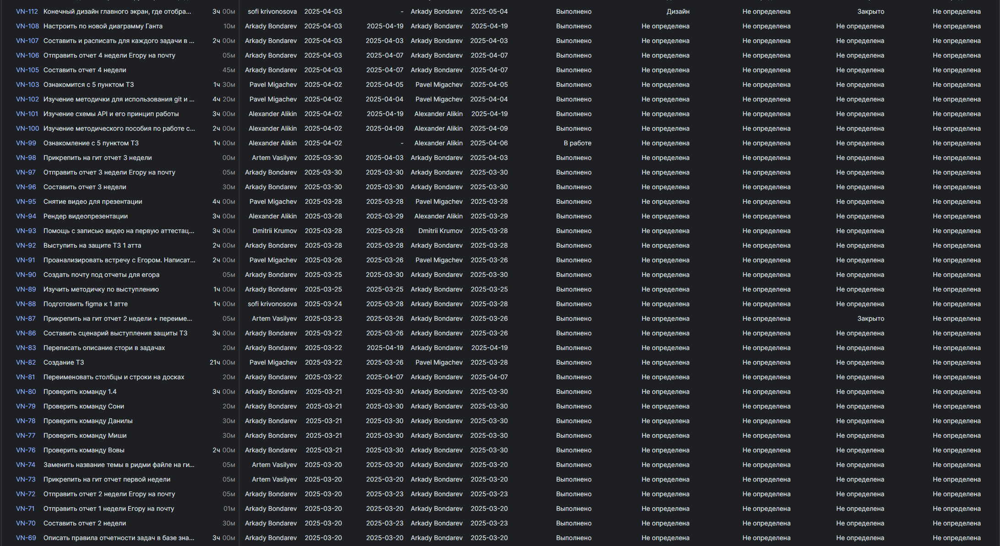 VN-112 Конечный дизайн главного экран, где отобра... 3ч 00м sofi krivonosova 2025-04-03 - Arkady Bondarev 2025-05-04 Выполнено Дизайн Не определена Закрыто Не определена
VN-108 Настроить по новой диаграмму Ганта 10м Arkady Bondarev 2025-04-03 2025-04-19 Arkady Bondarev 2025-04-19 Выполнено Не определена Не определена Не определена Не определена
VN-107 Составить и расписать для каждого задачи в ... 2ч 00м Arkady Bondarev 2025-04-03 2025-04-03 Arkady Bondarev 2025-04-03 Выполнено Не определена Не определена Не определена Не определена
VN-106 Отправить отчет 4 недели Егору на почту 05м Arkady Bondarev 2025-04-03 2025-04-07 Arkady Bondarev 2025-04-07 Выполнено Не определена Не определена Не определена Не определена
VN-105 Составить отчет 4 недели 45м Arkady Bondarev 2025-04-03 2025-04-07 Arkady Bondarev 2025-04-07 Выполнено Не определена Не определена Не определена Не определена
VN-103 Ознакомится с 5 пунктом ТЗ 1ч 30м Pavel Migachev 2025-04-02 2025-04-05 Pavel Migachev 2025-04-05 Выполнено Не определена Не определена Не определена Не определена
VN-102 Изучение методички для использования git и ... 4ч 20м Pavel Migachev 2025-04-02 2025-04-04 Pavel Migachev 2025-04-04 Выполнено Не определена Не определена Не определена Не определена
VN-101 Изучение схемы API и его принцип работы 3ч 00м Alexander Alikin 2025-04-02 2025-04-19 Alexander Alikin 2025-04-19 Выполнено Не определена Не определена Не определена Не определена
VN-100 Изучение методического пособия по работе с... 2ч 00м Alexander Alikin 2025-04-02 2025-04-09 Alexander Alikin 2025-04-09 Выполнено Не определена Не определена Не определена Не определена
VN-99 Ознакомление с 5 пунктом ТЗ 1ч 00м Alexander Alikin 2025-04-02 - Alexander Alikin 2025-04-06 В работе Не определена Не определена Не определена Не определена
VN-98 Прикрепить на гит отчет 3 недели 00м Artem Vasilyev 2025-03-30 2025-04-03 Arkady Bondarev 2025-04-03 Выполнено Не определена Не определена Не определена Не определена
VN-97 Отправить отчет 3 недели Егору на почту 05м Arkady Bondarev 2025-03-30 2025-03-30 Arkady Bondarev 2025-03-30 Выполнено Не определена Не определена Не определена Не определена
VN-96 Составить отчет 3 недели 30м Arkady Bondarev 2025-03-30 2025-03-30 Arkady Bondarev 2025-03-30 Выполнено Не определена Не определена Не определена Не определена
VN-95 Снятие видео для презентации 4ч 00м Pavel Migachev 2025-03-28 2025-03-28 Pavel Migachev 2025-03-28 Выполнено Не определена Не определена Не определена Не определена
VN-94 Рендер видеопрезентации 3ч 00м Alexander Alikin 2025-03-28 2025-03-29 Alexander Alikin 2025-03-29 Выполнено Не определена Не определена Не определена Не определена
VN-93 Помощь с записью видео на первую аттестац... 3ч 00м Dmitrii Krumov 2025-03-28 2025-03-28 Dmitrii Krumov 2025-03-28 Выполнено Не определена Не определена Не определена Не определена
VN-92 Выступить на защите ТЗ 1 атта 2ч 00м Arkady Bondarev 2025-03-28 2025-03-28 Arkady Bondarev 2025-03-28 Выполнено Не определена Не определена Не определена Не определена
VN-91 Проанализировать встречу с Егором. Написат... 2ч 00м Pavel Migachev 2025-03-26 2025-03-26 Pavel Migachev 2025-03-26 Выполнено Не определена Не определена Не определена Не определена
VN-90 Создать почту под отчеты для егора 05м Arkady Bondarev 2025-03-25 2025-03-30 Arkady Bondarev 2025-03-30 Выполнено Не определена Не определена Не определена Не определена
VN-89 Изучить методичку по выступлению 1ч 00м Arkady Bondarev 2025-03-25 2025-03-25 Arkady Bondarev 2025-03-25 Выполнено Не определена Не определена Не определена Не определена
VN-88 Подготовить figma к 1 атте 1ч 00м sofi krivonosova 2025-03-24 2025-03-28 Arkady Bondarev 2025-03-28 Выполнено Не определена Не определена Не определена Не определена
VN-87 Прикрепить на гит отчет 2 недели + переиме... 05м Artem Vasilyev 2025-03-23 2025-03-26 Arkady Bondarev 2025-03-26 Выполнено Не определена Не определена Закрыто Не определена
VN-86 Составить сценарий выступления защиты ТЗ 3ч 00м Arkady Bondarev 2025-03-22 2025-03-26 Arkady Bondarev 2025-03-26 Выполнено Не определена Не определена Не определена Не определена
VN-83 Переписать описание стори в задачах 20м Arkady Bondarev 2025-03-22 2025-04-19 Arkady Bondarev 2025-04-19 Выполнено Не определена Не определена Не определена Не определена
VN-82 Создание ТЗ 21ч 00м Pavel Migachev 2025-03-22 2025-03-26 Pavel Migachev 2025-03-28 Выполнено Не определена Не определена Не определена Не определена
VN-81 Переименовать столбцы и строки на досках 20м Arkady Bondarev 2025-03-22 2025-04-07 Arkady Bondarev 2025-04-07 Выполнено Не определена Не определена Не определена Не определена
VN-80 Проверить команду 1.4 3ч 00м Arkady Bondarev 2025-03-21 2025-03-30 Arkady Bondarev 2025-03-30 Выполнено Не определена Не определена Не определена Не определена
VN-79 Проверить команду Сони 20м Arkady Bondarev 2025-03-21 2025-03-30 Arkady Bondarev 2025-03-30 Выполнено Не определена Не определена Не определена Не определена
VN-78 Проверить команду Данилы 30м Arkady Bondarev 2025-03-21 2025-03-30 Arkady Bondarev 2025-03-30 Выполнено Не определена Не определена Не определена Не определена
VN-77 Проверить команду Миши 30м Arkady Bondarev 2025-03-21 2025-03-30 Arkady Bondarev 2025-03-30 Выполнено Не определена Не определена Не определена Не определена
VN-76 Проверить команду Вовы 2ч 00м Arkady Bondarev 2025-03-21 2025-03-30 Arkady Bondarev 2025-03-30 Выполнено Не определена Не определена Не определена Не определена
VN-74 Заменить название темы в ридми файле на ги... 05м Artem Vasilyev 2025-03-20 2025-03-20 Arkady Bondarev 2025-03-20 Выполнено Не определена Не определена Не определена Не определена
VN-73 Прикрепить на гит отчет первой недели 05м Artem Vasilyev 2025-03-20 2025-03-20 Arkady Bondarev 2025-03-20 Выполнено Не определена Не определена Не определена Не определена
VN-72 Отправить отчет 2 недели Егору на почту 05м Arkady Bondarev 2025-03-20 2025-03-23 Arkady Bondarev 2025-03-23 Выполнено Не определена Не определена Не определена Не определена
VN-71 Отправить отчет 1 недели Егору на почту 01м Arkady Bondarev 2025-03-20 2025-03-20 Arkady Bondarev 2025-03-20 Выполнено Не определена Не определена Не определена Не определена
VN-70 Составить отчет 2 недели 30м Arkady Bondarev 2025-03-20 2025-03-23 Arkady Bondarev 2025-03-23 Выполнено Не определена Не определена Не определена Не определена
VN-69 Описать правила отчетности задач в базе зна... 3ч 00м Arkady Bondarev 2025-03-20 2025-03-20 Arkady Bondarev 2025-03-20 Выполнено Не определена Не определена Не определена Не определена